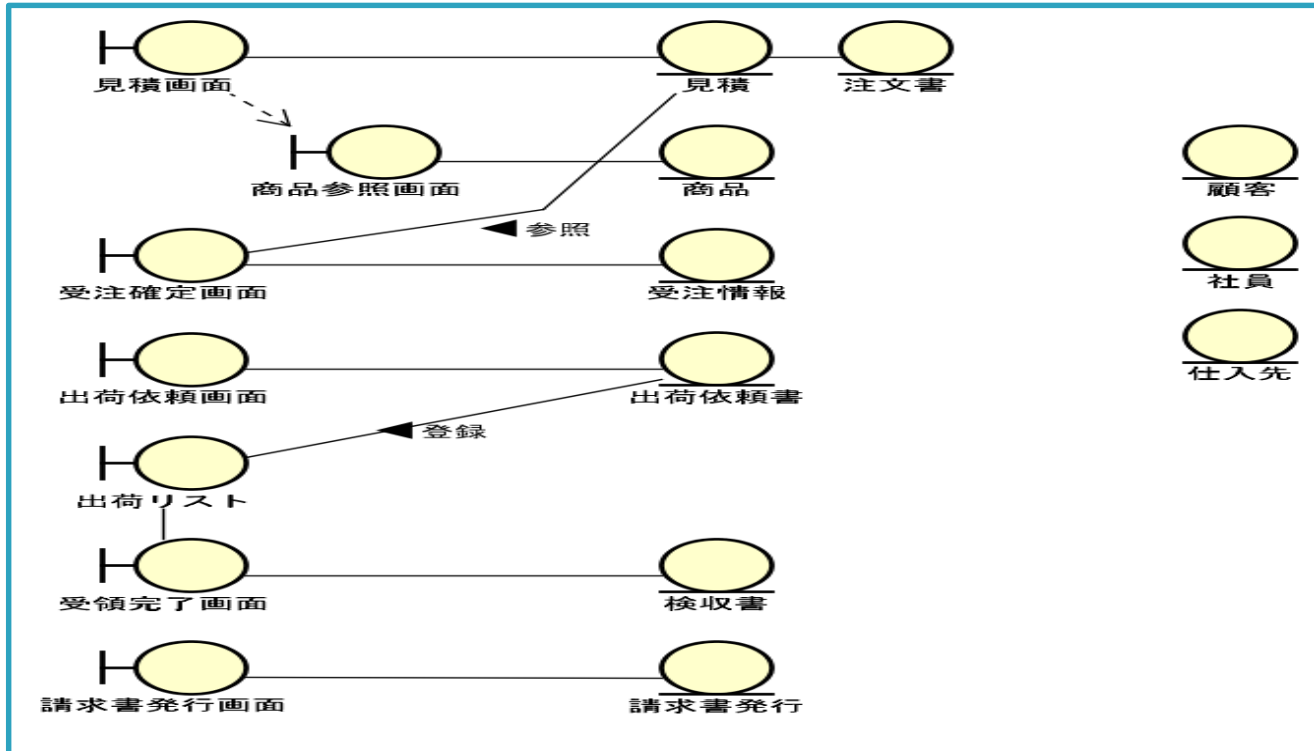 見積画面
見積
注文書
商品参照画面
商品
顧客
◀ 参照
受注確定画面
受注情報
社員
出荷依頼画面
出荷依頼書
仕入先
◀ 登録
出荷リスト
受領完了画面
検収書
請求書発行画面
請求書発行